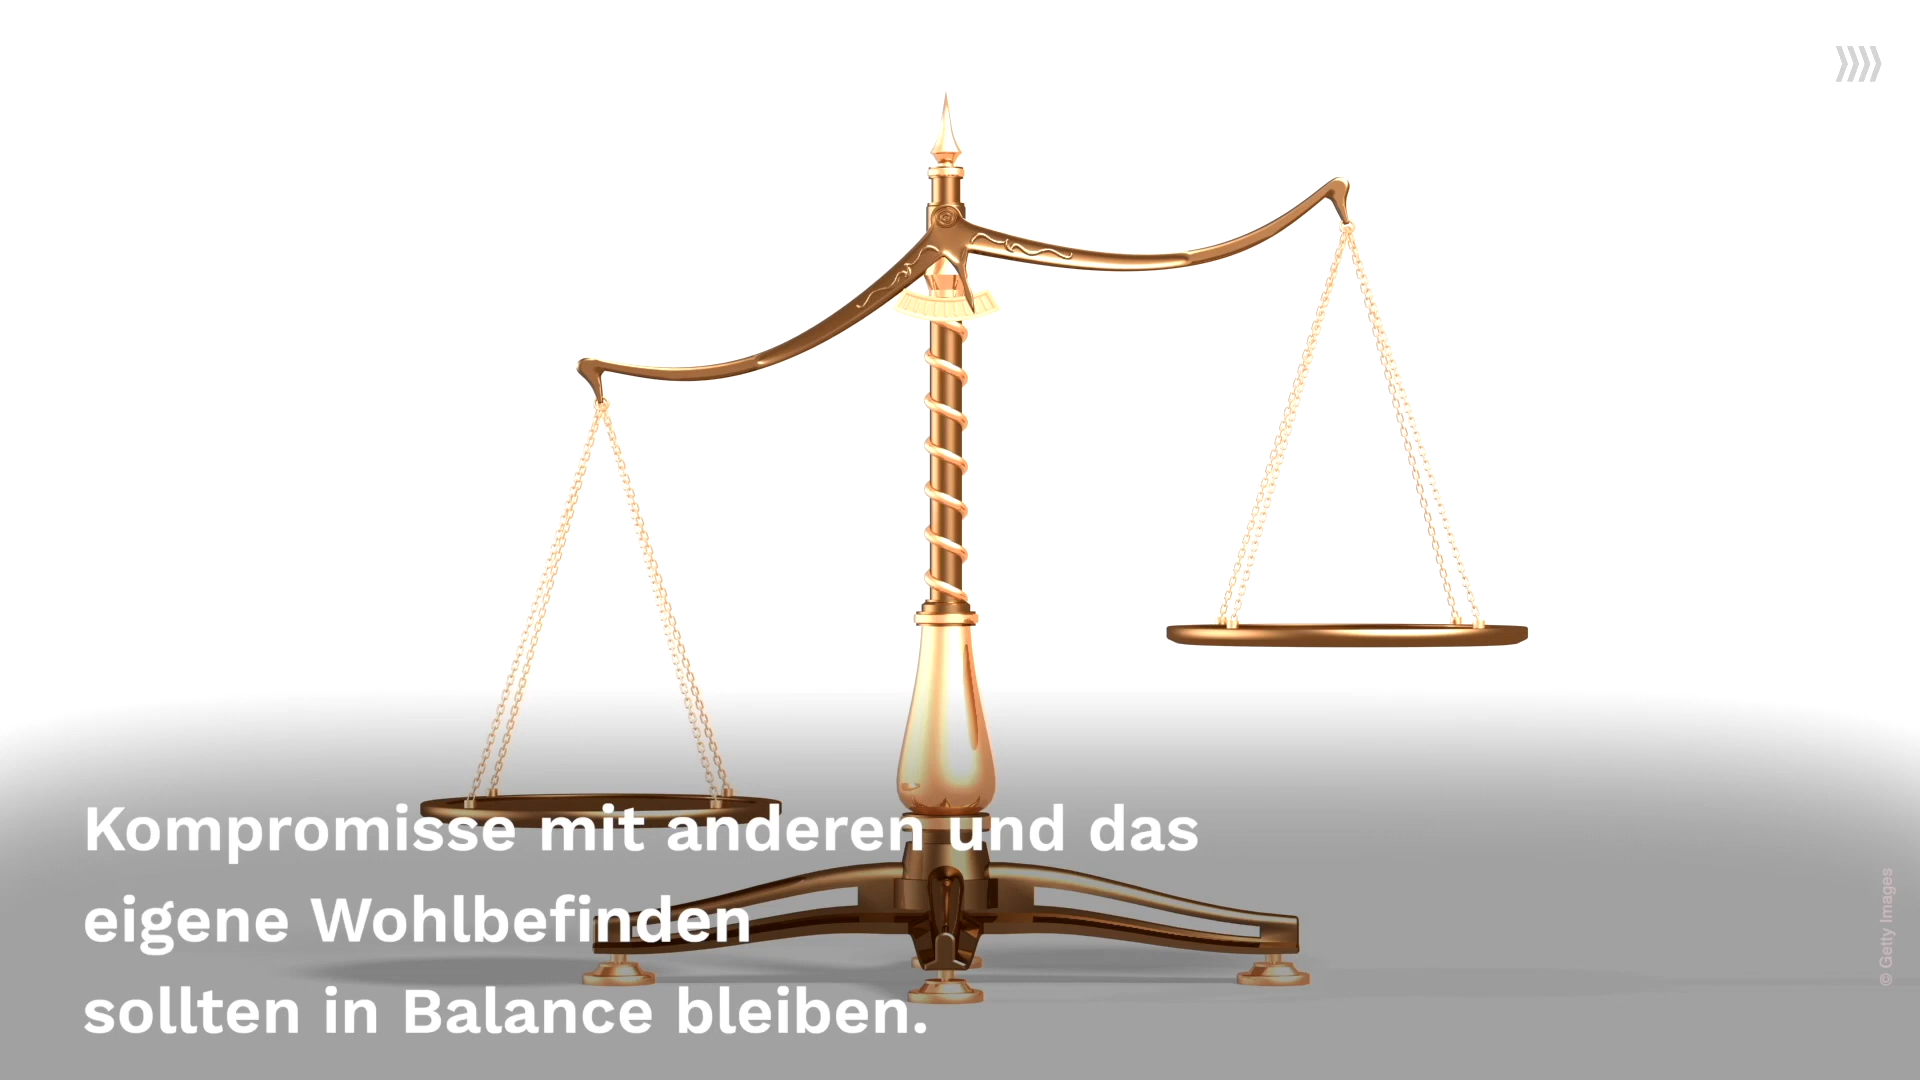 Kompromisse mit anderen und das
eigene Wohlbefinden
sollten in Balance bleiben.
© Getty Images